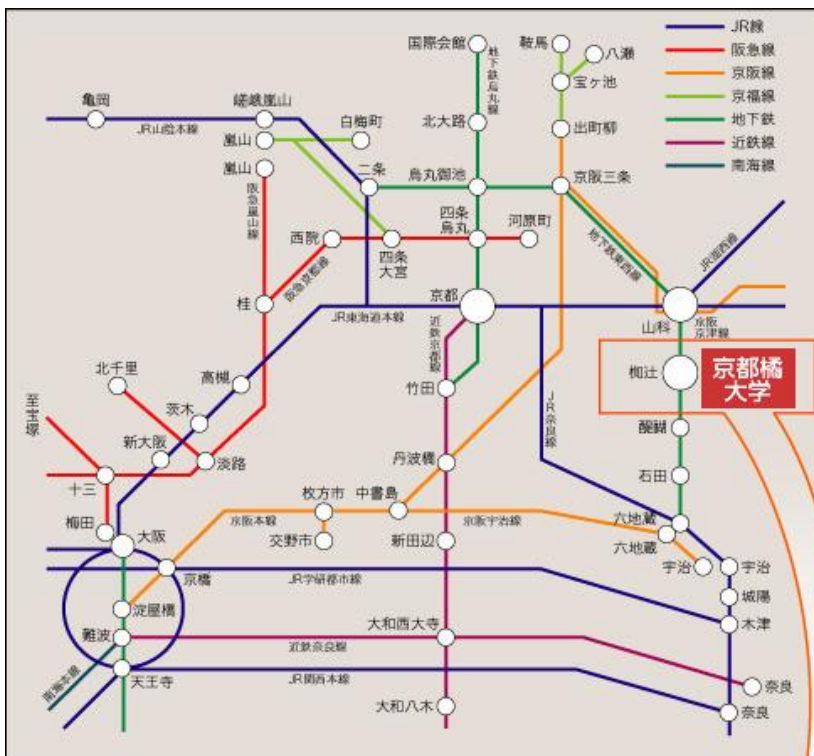 JR線
阪急線
京阪線
京福線
地下鉄
近鉄線
南海線
国際会館
地下鉄烏丸線
鞍馬
八瀬
宝ヶ池
亀岡
嵯峨嵐山
JR山陰本線
白梅町
北大路
出町柳
嵐山
嵐山
二条
烏丸御池
京阪三条
阪急嵐山線
四条
烏丸
河原町
西院
四条
大宮
阪急京都線
地下鉄東西線
JR湖西線
桂
京都
JR東海道本線
山科
京阪
京津線
近鉄京都線
北千里
高槻
竹田
椥辻
京都橘
大学
至宝塚
茨木
JR奈良線
醍醐
新大阪
淡路
丹波橋
石田
十三
枚方市
中書島
京阪本線
京阪宇治線
六地蔵
梅田
大阪
交野市
新田辺
六地蔵
京橋
JR学研都市線
宇治
宇治
城陽
淀屋橋
木津
難波
近鉄奈良線
大和西大寺
南海本線
天王寺
JR関西本線
奈良
大和八木
奈良